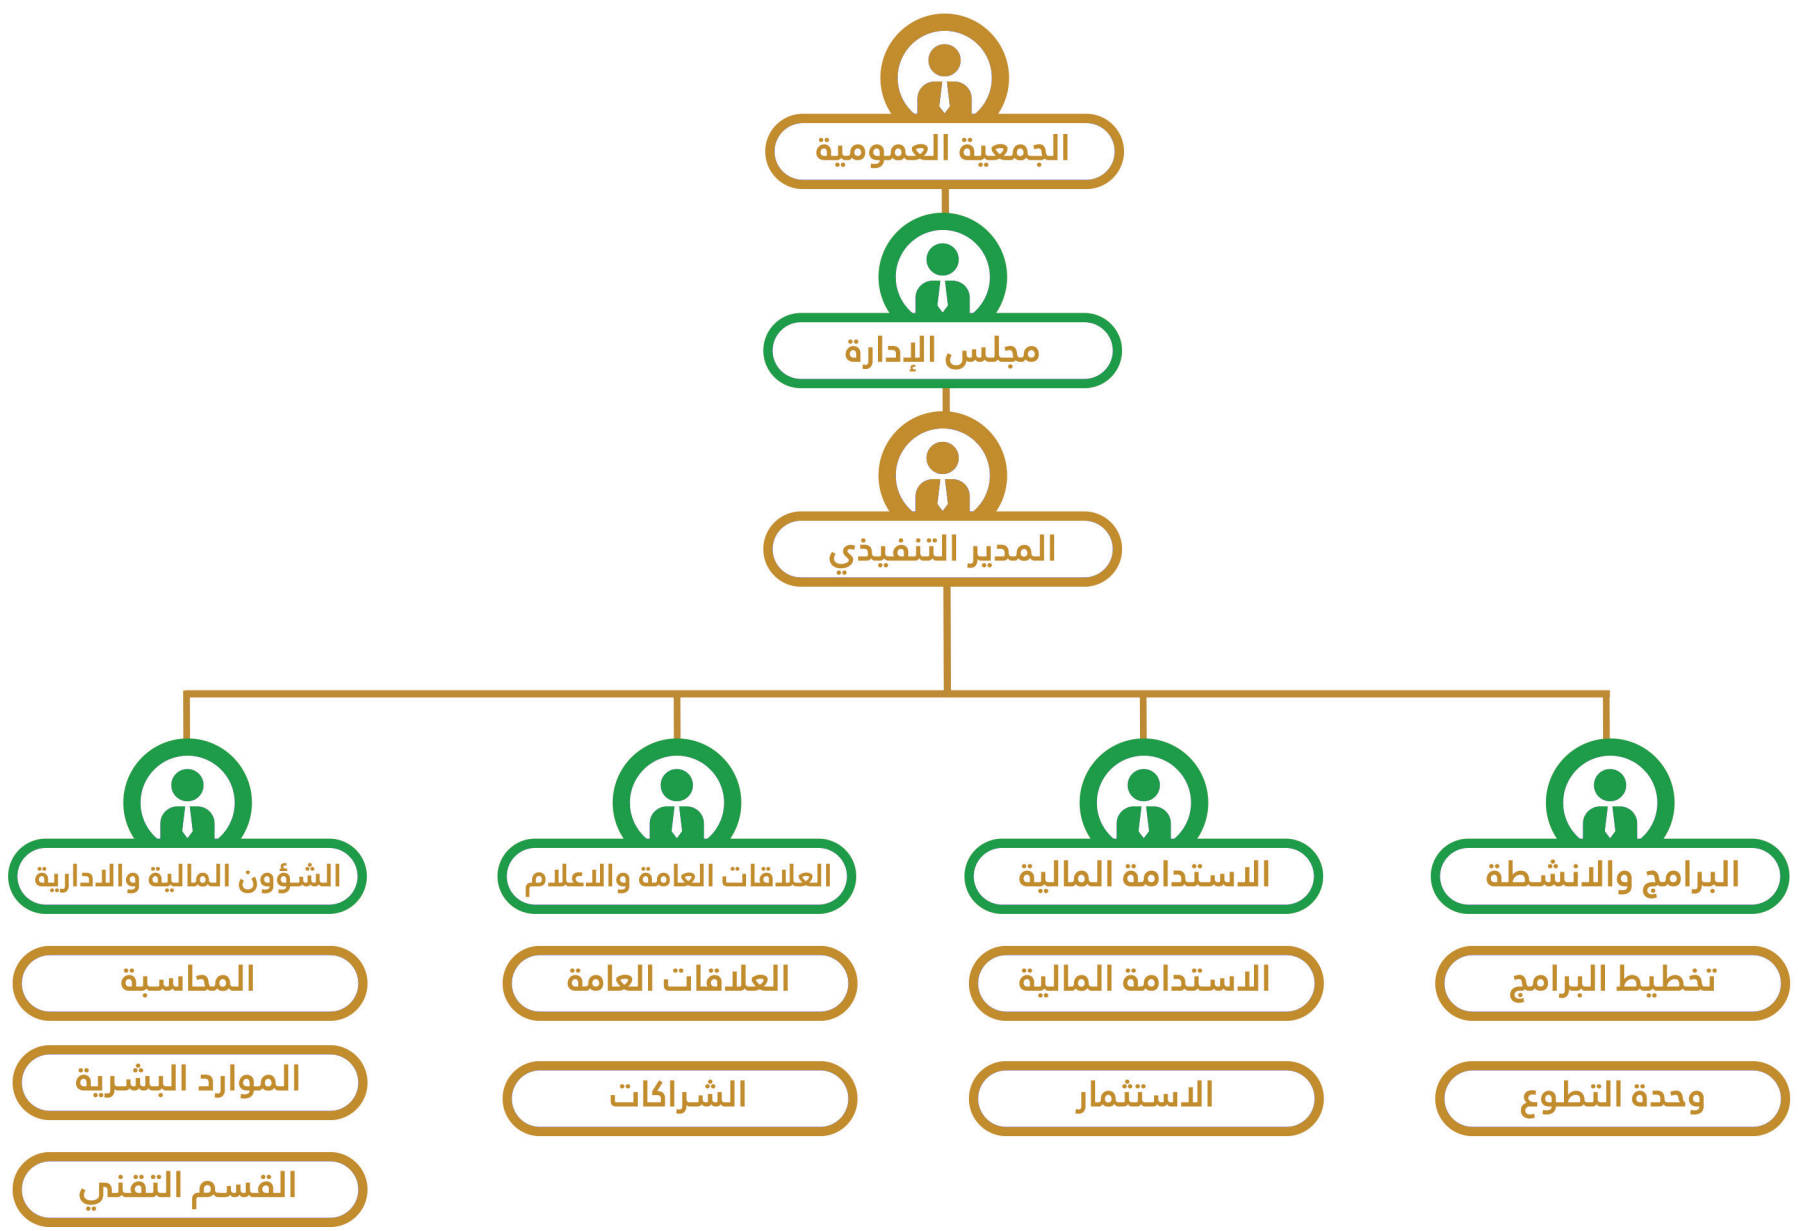 الجمعية العمومية
مجلس الإدارة
المدير التنفيذي
البرامج والانشطة
الاستدامة المالية
العلاقات العامة والاعلام
الشؤون المالية والادارية
تخطيط البرامج
الاستدامة المالية
العلاقات العامة
المحاسبة
وحدة التطوع
الاستثمار
الشراكات
الموارد البشرية
القسم التقني